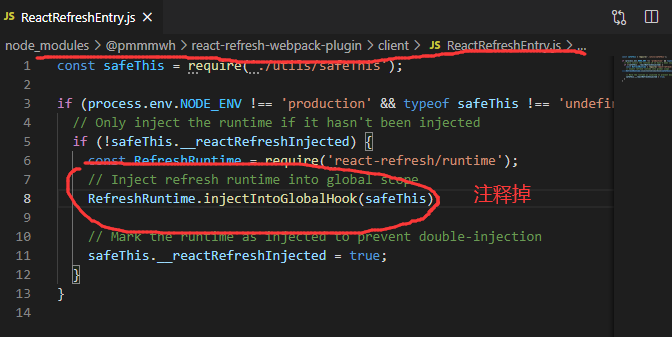 JS ReactRefreshEntry.js ×
node_modules > @pmmmwh > react-refresh-webpack-plugin > client > JS ReactRefreshEntry.js > ...
1 const safeThis = require('./utils/safeThis');
2
3 if (process.env.NODE_ENV !== 'production' && typeof safeThis !== 'undefin
4 // Only inject the runtime if it hasn't been injected
5 if (!safeThis.__reactRefreshInjected) {
6 const RefreshRuntime = require('react-refresh/runtime');
7 // Inject refresh runtime into global scope
8 RefreshRuntime.injectIntoGlobalHook(safeThis) 注释掉
9
10 // Mark the runtime as injected to prevent double-injection
11 safeThis.__reactRefreshInjected = true;
12 }
13 }
14